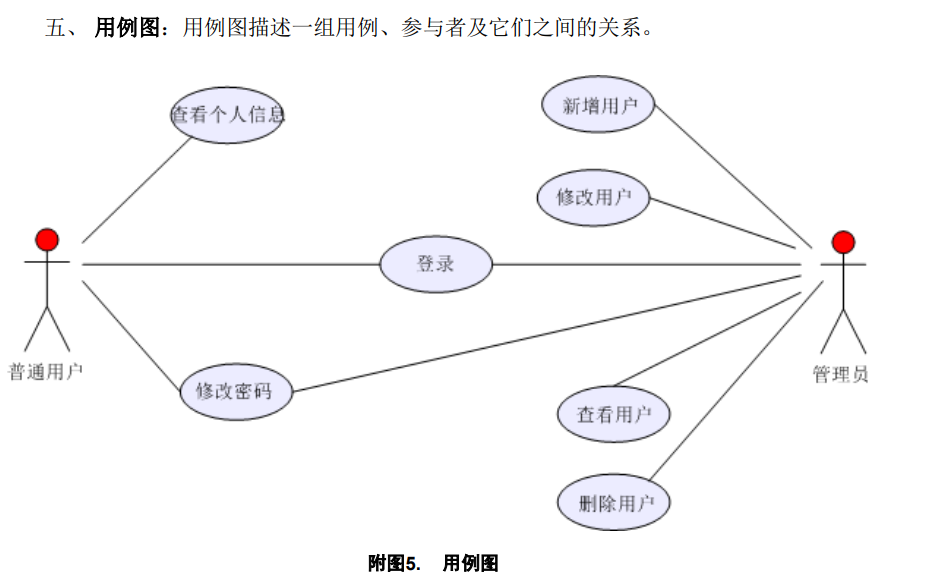 五、 用例图：用例图描述一组用例、参与者及它们之间的关系。
查看个人信息
新增用户
修改用户
登录
普通用户
管理员
修改密码
查看用户
删除用户
附图5. 用例图